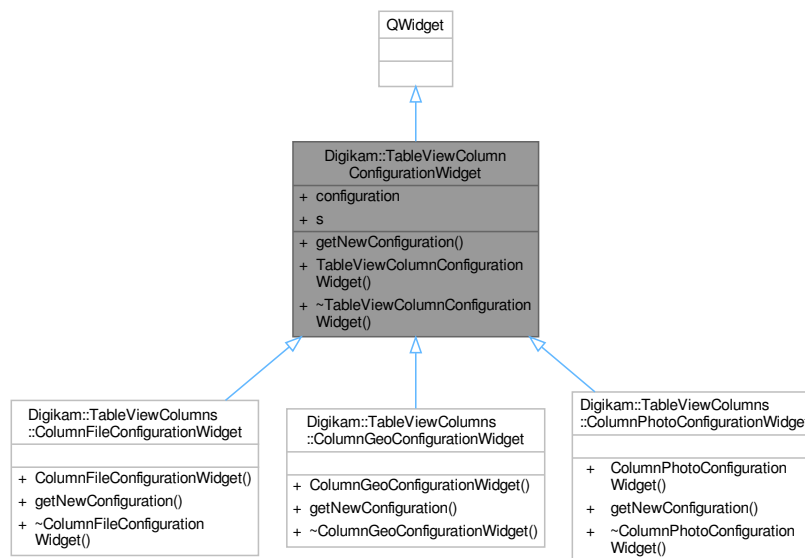 QWidget
Digikam::TableViewColumn
ConfigurationWidget
+ configuration
+ s
+ getNewConfiguration()
+ TableViewColumnConfiguration
Widget()
+ ~TableViewColumnConfiguration
Widget()
Digikam::TableViewColumns
::ColumnFileConfigurationWidget
+ ColumnFileConfigurationWidget()
+ getNewConfiguration()
+ ~ColumnFileConfiguration
Widget()
Digikam::TableViewColumns
::ColumnGeoConfigurationWidget
+ ColumnGeoConfigurationWidget()
+ getNewConfiguration()
+ ~ColumnGeoConfigurationWidget()
Digikam::TableViewColumns
::ColumnPhotoConfigurationWidget
+ ColumnPhotoConfiguration
Widget()
+ getNewConfiguration()
+ ~ColumnPhotoConfiguration
Widget()